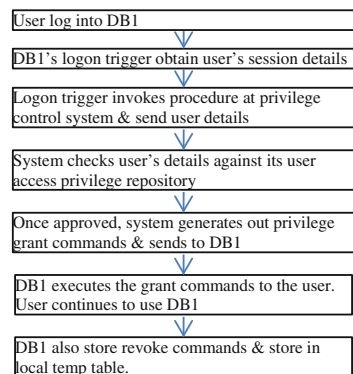 User log into DB1
DB1's logon trigger obtain user's session details
Logon trigger invokes procedure at privilege
control system & send user details
System checks user's details against its user
access privilege repository
Once approved, system generates out privilege
grant commands & sends to DB1
DB1 executes the grant commands to the user.
User continues to use DB1
DB1 also store revoke commands & store in
local temp table.